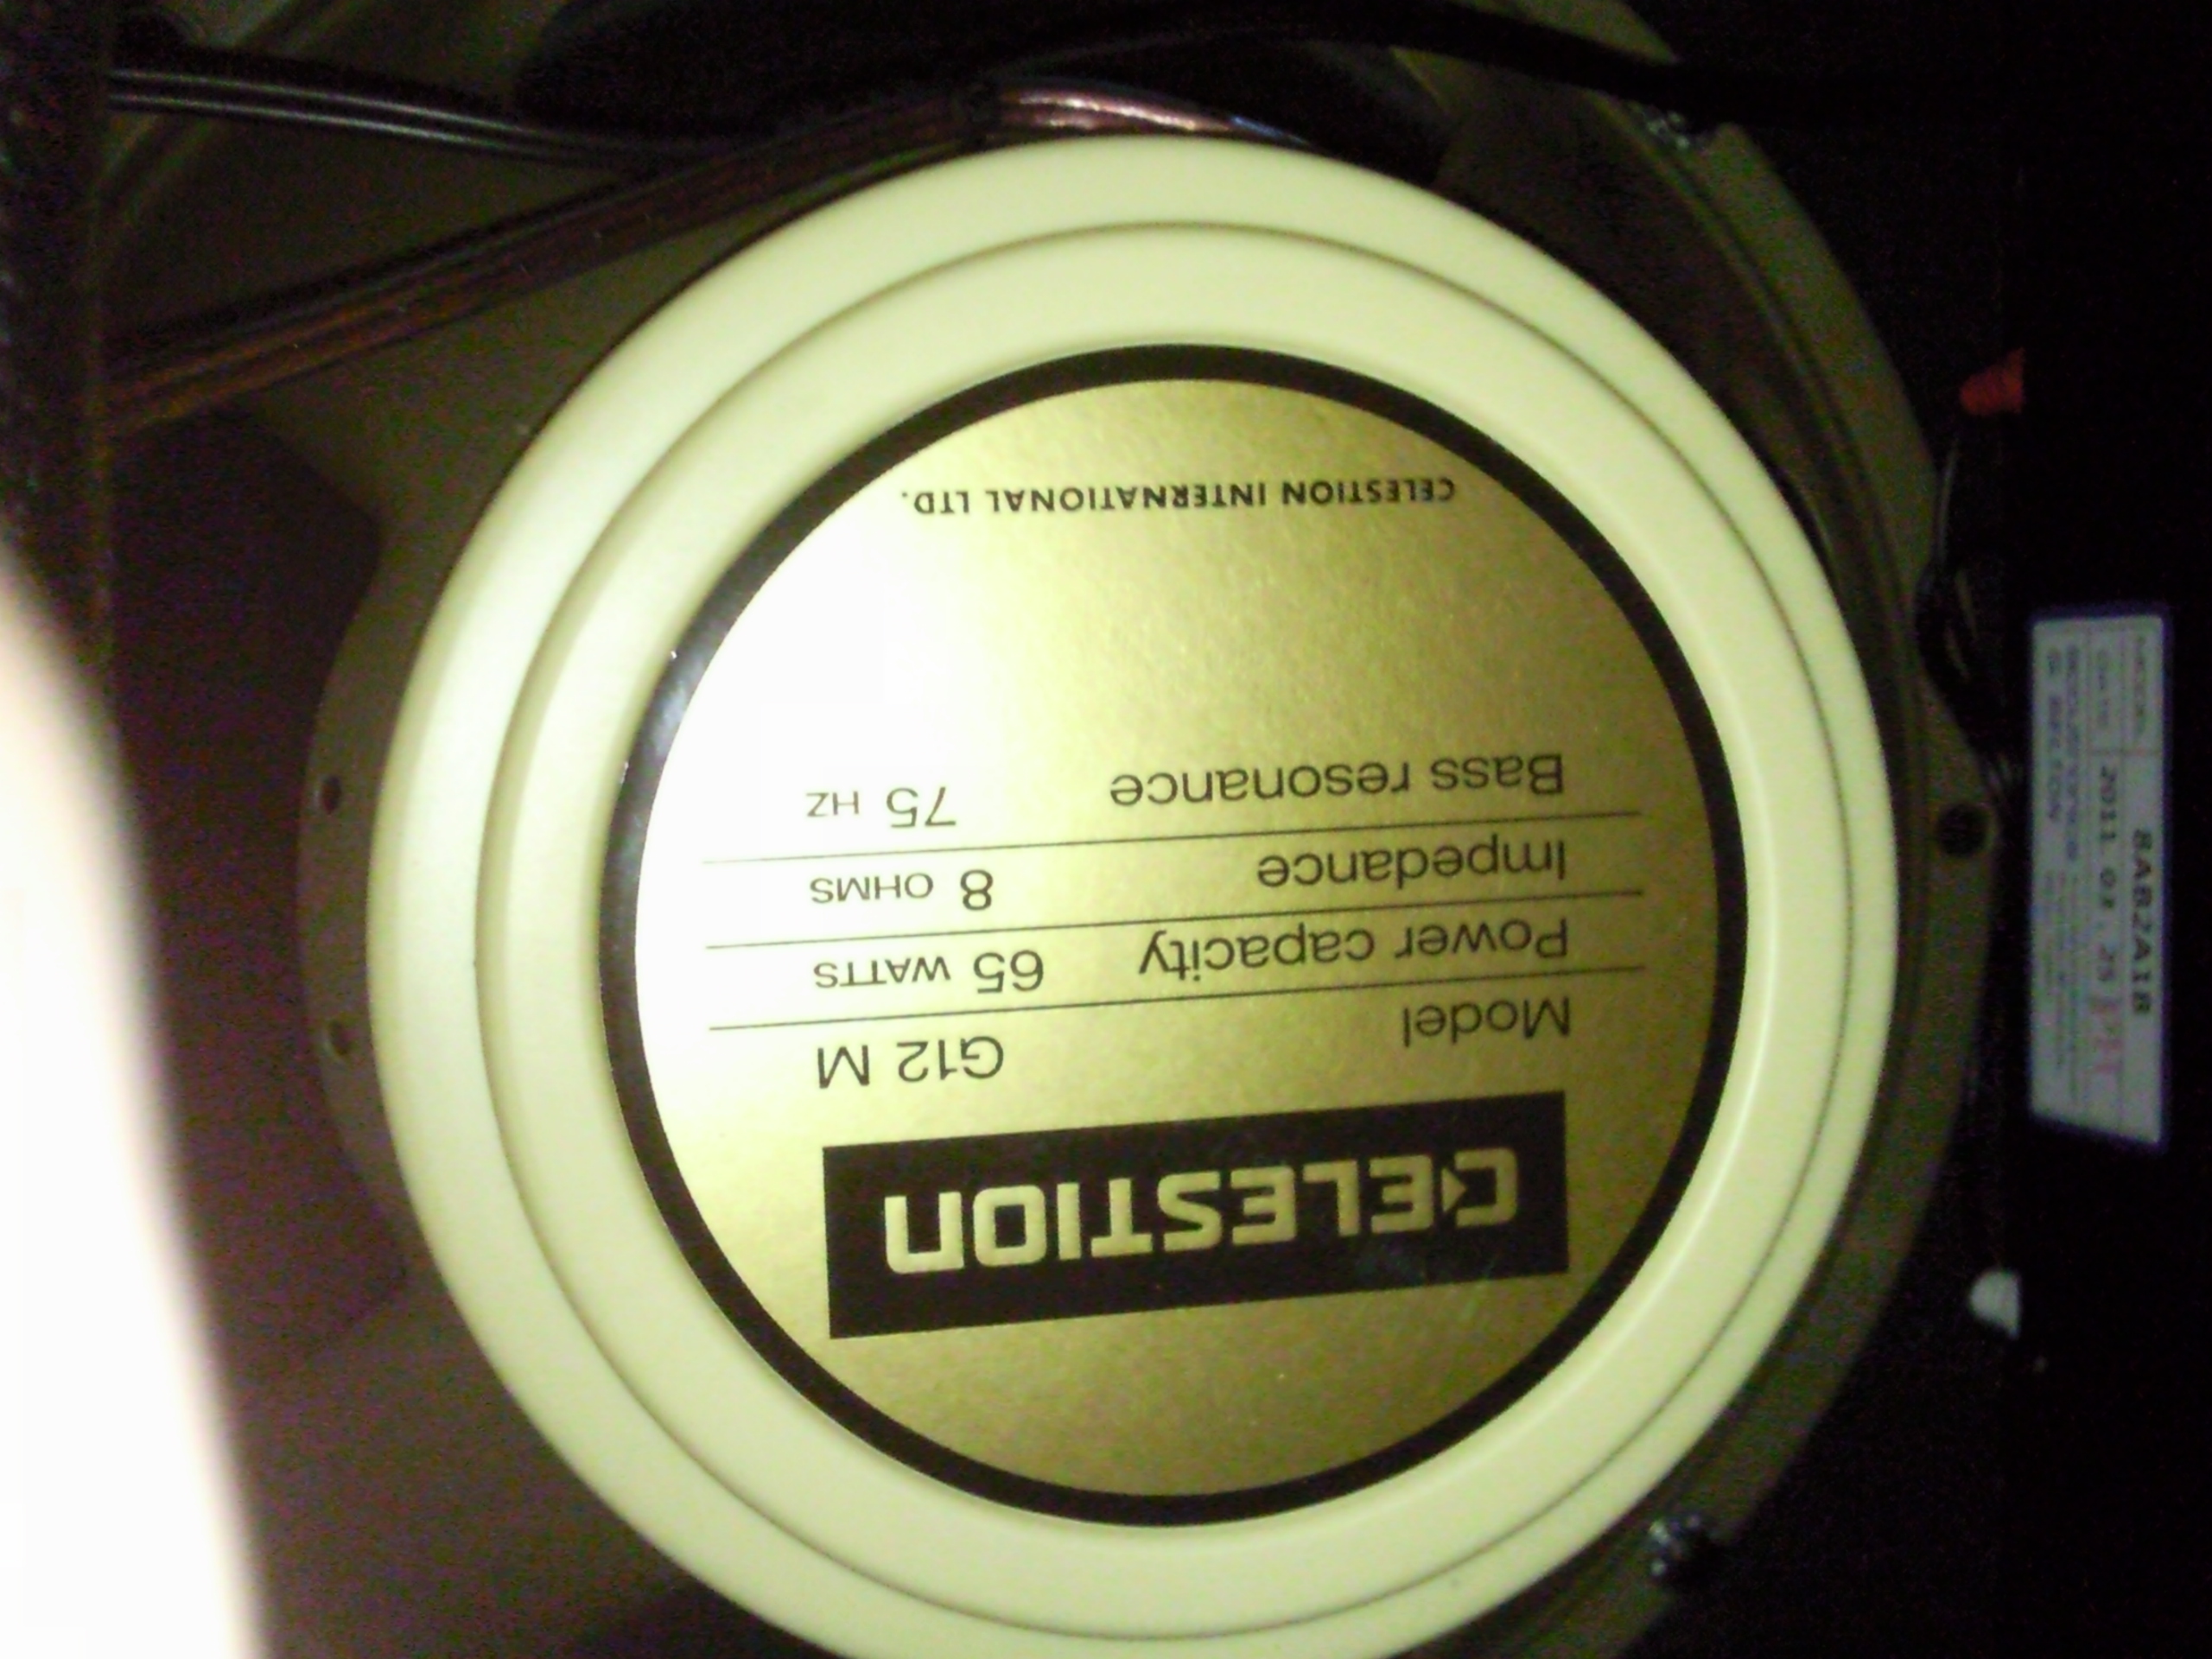 CELESTION
Model G12 M
Power capacity 65 WATTS
Impedance 8 OHMS
Bass resonance 75 HZ
CELESTION INTERNATIONAL LTD.